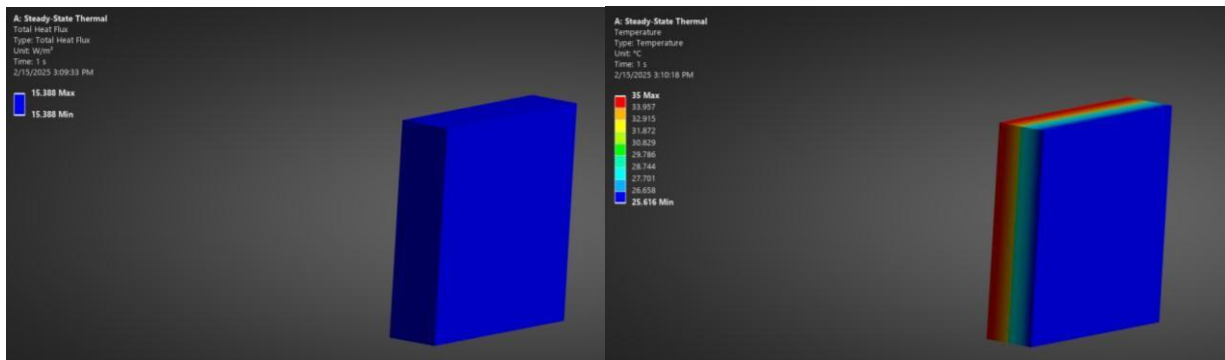 A: Steady-State Thermal
Total Heat Flux
Type: Total Heat Flux
Unit: W/m²
Time: 1 s
2/15/2025 3:09:33 PM
15.388 Max
15.388 Min
A: Steady-State Thermal
Temperature
Type: Temperature
Unit: °C
Time: 1 s
2/15/2025 3:10:18 PM
35 Max
33.957
32.915
31.872
30.829
29.786
28.744
27.701
26.658
25.616 Min